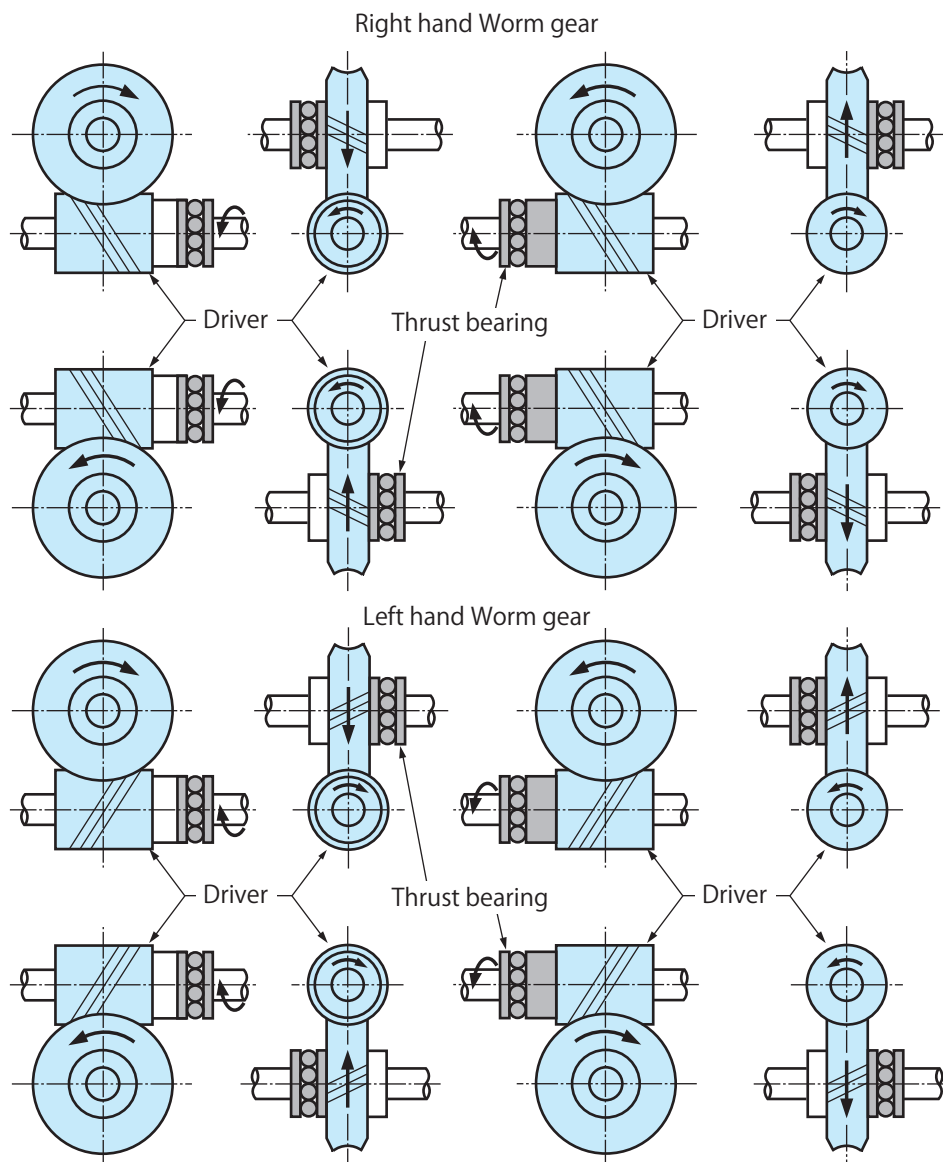 Right hand Worm gear
Driver
Thrust bearing
Driver
Left hand Worm gear
Driver
Thrust bearing
Driver